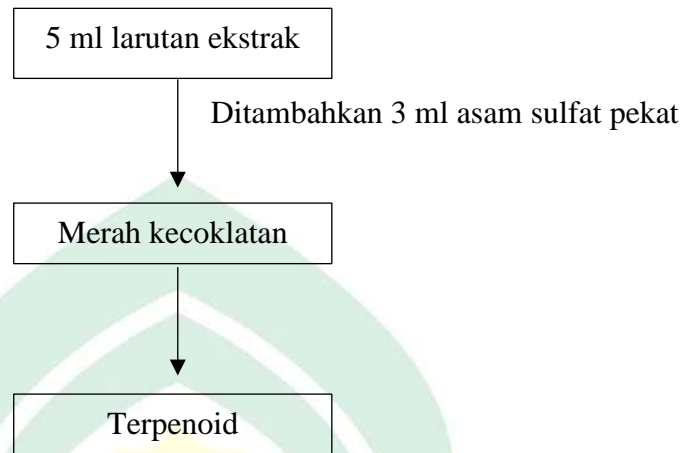 5 ml larutan ekstrak
Ditambahkan 3 ml asam sulfat pekat
Merah kecoklatan
Terpenoid